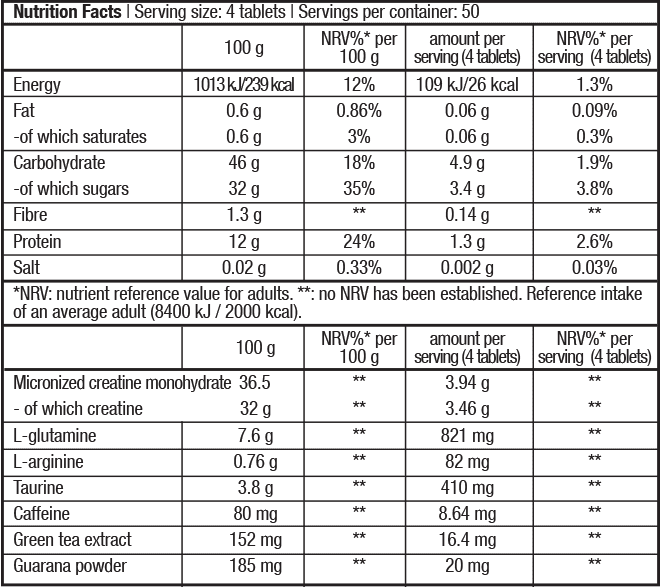 Nutrition Facts | Serving size: 4 tablets | Servings per container: 50
100 g NRV%* per 100 g amount per serving (4 tablets) NRV%* per serving (4 tablets)
Energy 1013 kJ/239 kcal 12% 109 kJ/26 kcal 1.3%
Fat 0.6 g 0.86% 0.06 g 0.09%
-of which saturates 0.6 g 3% 0.06 g 0.3%
Carbohydrate 46 g 18% 4.9 g 1.9%
-of which sugars 32 g 35% 3.4 g 3.8%
Fibre 1.3 g ** 0.14 g **
Protein 12 g 24% 1.3 g 2.6%
Salt 0.02 g 0.33% 0.002 g 0.03%
*NRV: nutrient reference value for adults. **: no NRV has been established. Reference intake
of an average adult (8400 kJ / 2000 kcal).
100 g NRV%* per 100 g amount per serving (4 tablets) NRV%* per serving (4 tablets)
Micronized creatine monohydrate 36.5 ** 3.94 g **
- of which creatine 32 g ** 3.46 g **
L-glutamine 7.6 g ** 821 mg **
L-arginine 0.76 g ** 82 mg **
Taurine 3.8 g ** 410 mg **
Caffeine 80 mg ** 8.64 mg **
Green tea extract 152 mg ** 16.4 mg **
Guarana powder 185 mg ** 20 mg **